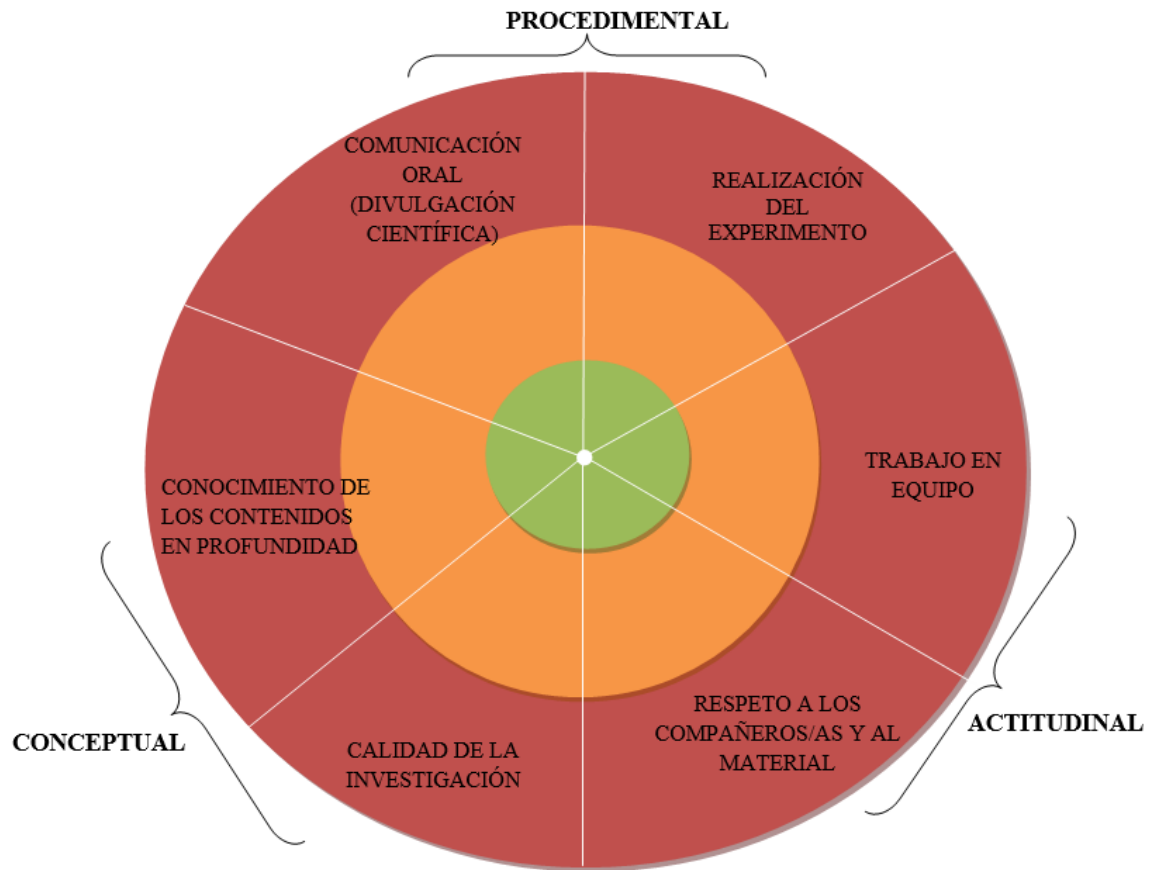 PROCEDIMENTAL
COMUNICACIÓN
ORAL
(DIVULGACIÓN
CIENTÍFICA)
REALIZACIÓN
DEL
EXPERIMENTO
TRABAJO EN
EQUIPO
CONOCIMIENTO DE
LOS CONTENIDOS
EN PROFUNDIDAD
RESPETO A LOS
COMPAÑEROS/AS Y AL
MATERIAL
ACTITUDINAL
CONCEPTUAL
CALIDAD DE LA
INVESTIGACIÓN